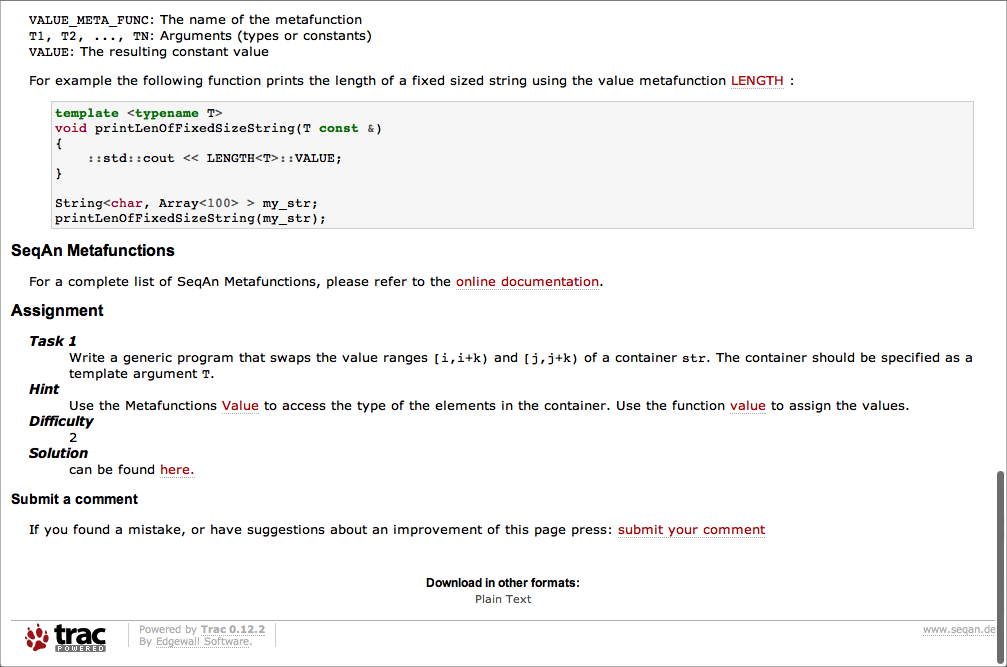 VALUE_META_FUNC: The name of the metafunction
T1, T2, ..., TN: Arguments (types or constants)
VALUE: The resulting constant value
For example the following function prints the length of a fixed sized string using the value metafunction LENGTH :
template <typename T>
void printLenOfFixedSizeString(T const &)
{
    ::std::cout << LENGTH<T>::VALUE;
}
String<char, Array<100> > my_str;
printLenOfFixedSizeString(my_str);
SeqAn Metafunctions
For a complete list of SeqAn Metafunctions, please refer to the online documentation.
Assignment
Task 1
Write a generic program that swaps the value ranges [i,i+k) and [j,j+k) of a container str. The container should be specified as a
template argument T.
Hint
Use the Metafunctions Value to access the type of the elements in the container. Use the function value to assign the values.
Difficulty
2
Solution
can be found here.
Submit a comment
If you found a mistake, or have suggestions about an improvement of this page press: submit your comment
Download in other formats:
Plain Text
trac
POWERED
Powered by Trac 0.12.2
By Edgewall Software.
www.seqan.de